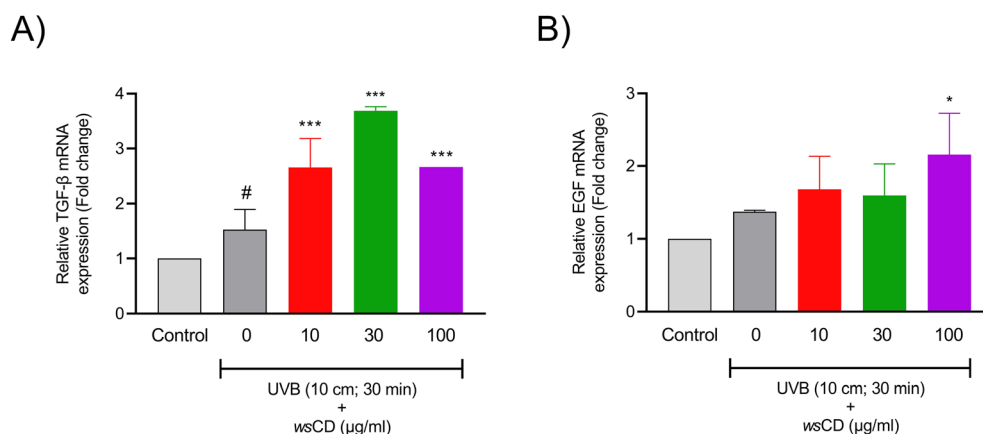 A)
Relative TGF-β mRNA
expression (Fold change)
4
3
2
1
0
#
***
***
***
Control
0
10
30
100
UVB (10 cm; 30 min)
+
wsCD (μg/ml)
B)
Relative EGF mRNA
expression (Fold change)
3
2
1
0
*
Control
0
10
30
100
UVB (10 cm; 30 min)
+
wsCD (μg/ml)